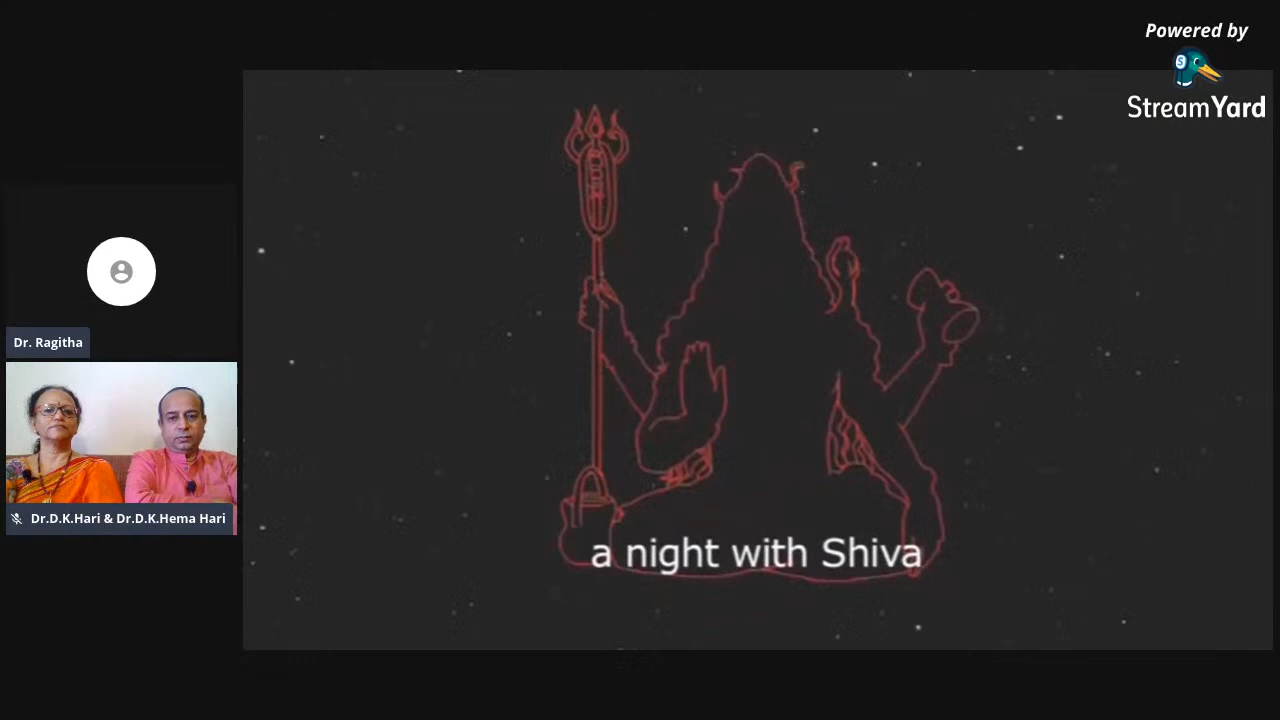 Powered by
StreamYard
Dr. Ragitha
Dr.D.K.Hari & Dr.D.K.Hema Hari
a night with Shiva